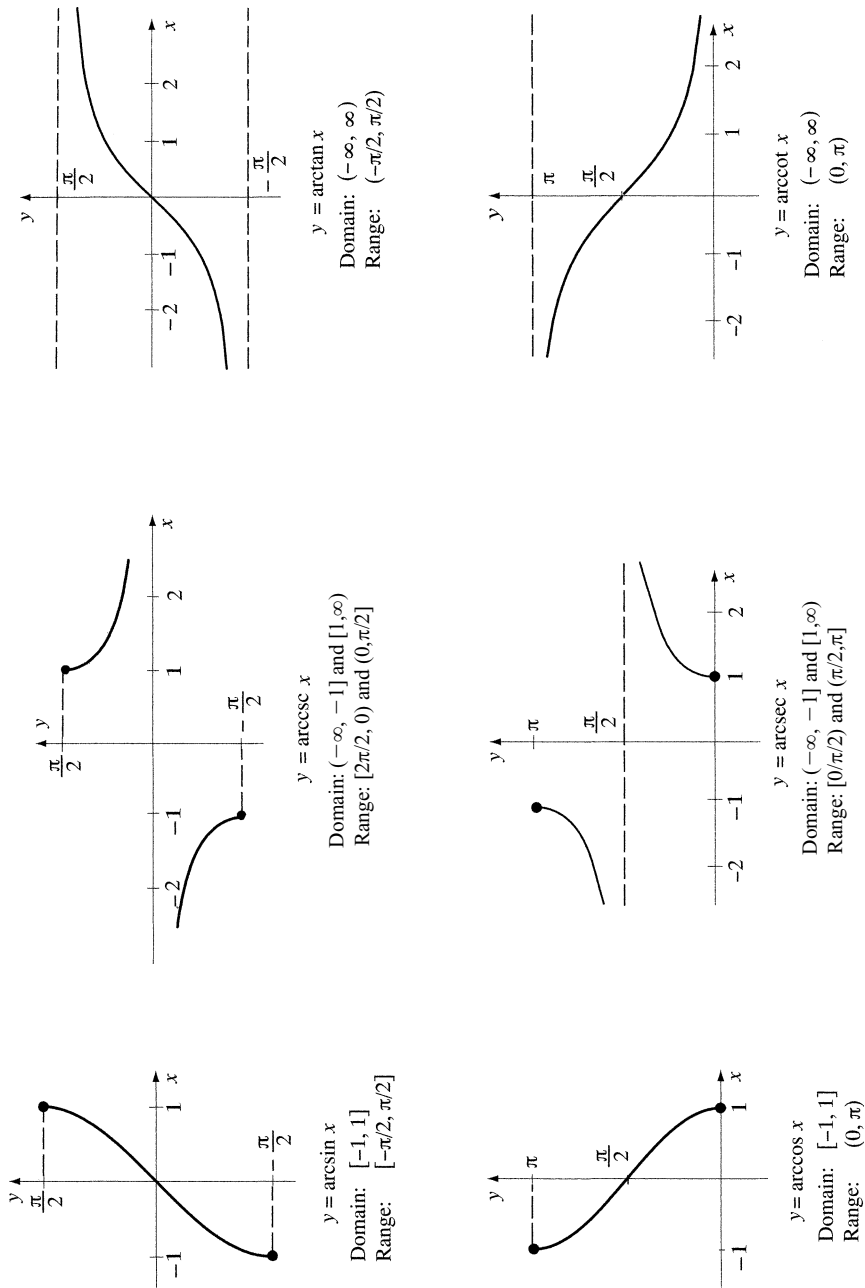 y
π
2
x
−1
1
π
2
y = arcsin x
Domain: [−1, 1]
Range: [−π/2, π/2]
y
π
2
x
−2
−1
1
2
− π
2
y = arccsc x
Domain: (−∞, −1] and [1,∞)
Range: [2π/2, 0) and (0,π/2]
y
π
2
x
−2
−1
1
2
− π
2
y = arctan x
Domain: (−∞, ∞)
Range: (−π/2, π/2)
y
π
π
2
x
−1
1
y = arccos x
Domain: [−1, 1]
Range: (0, π)
y
π
π
2
x
−2
−1
1
2
y = arcsec x
Domain: (−∞, −1] and [1,∞)
Range: [0/π/2) and (π/2,π]
y
π
π
2
x
−2
−1
1
2
y = arccot x
Domain: (−∞, ∞)
Range: (0, π)